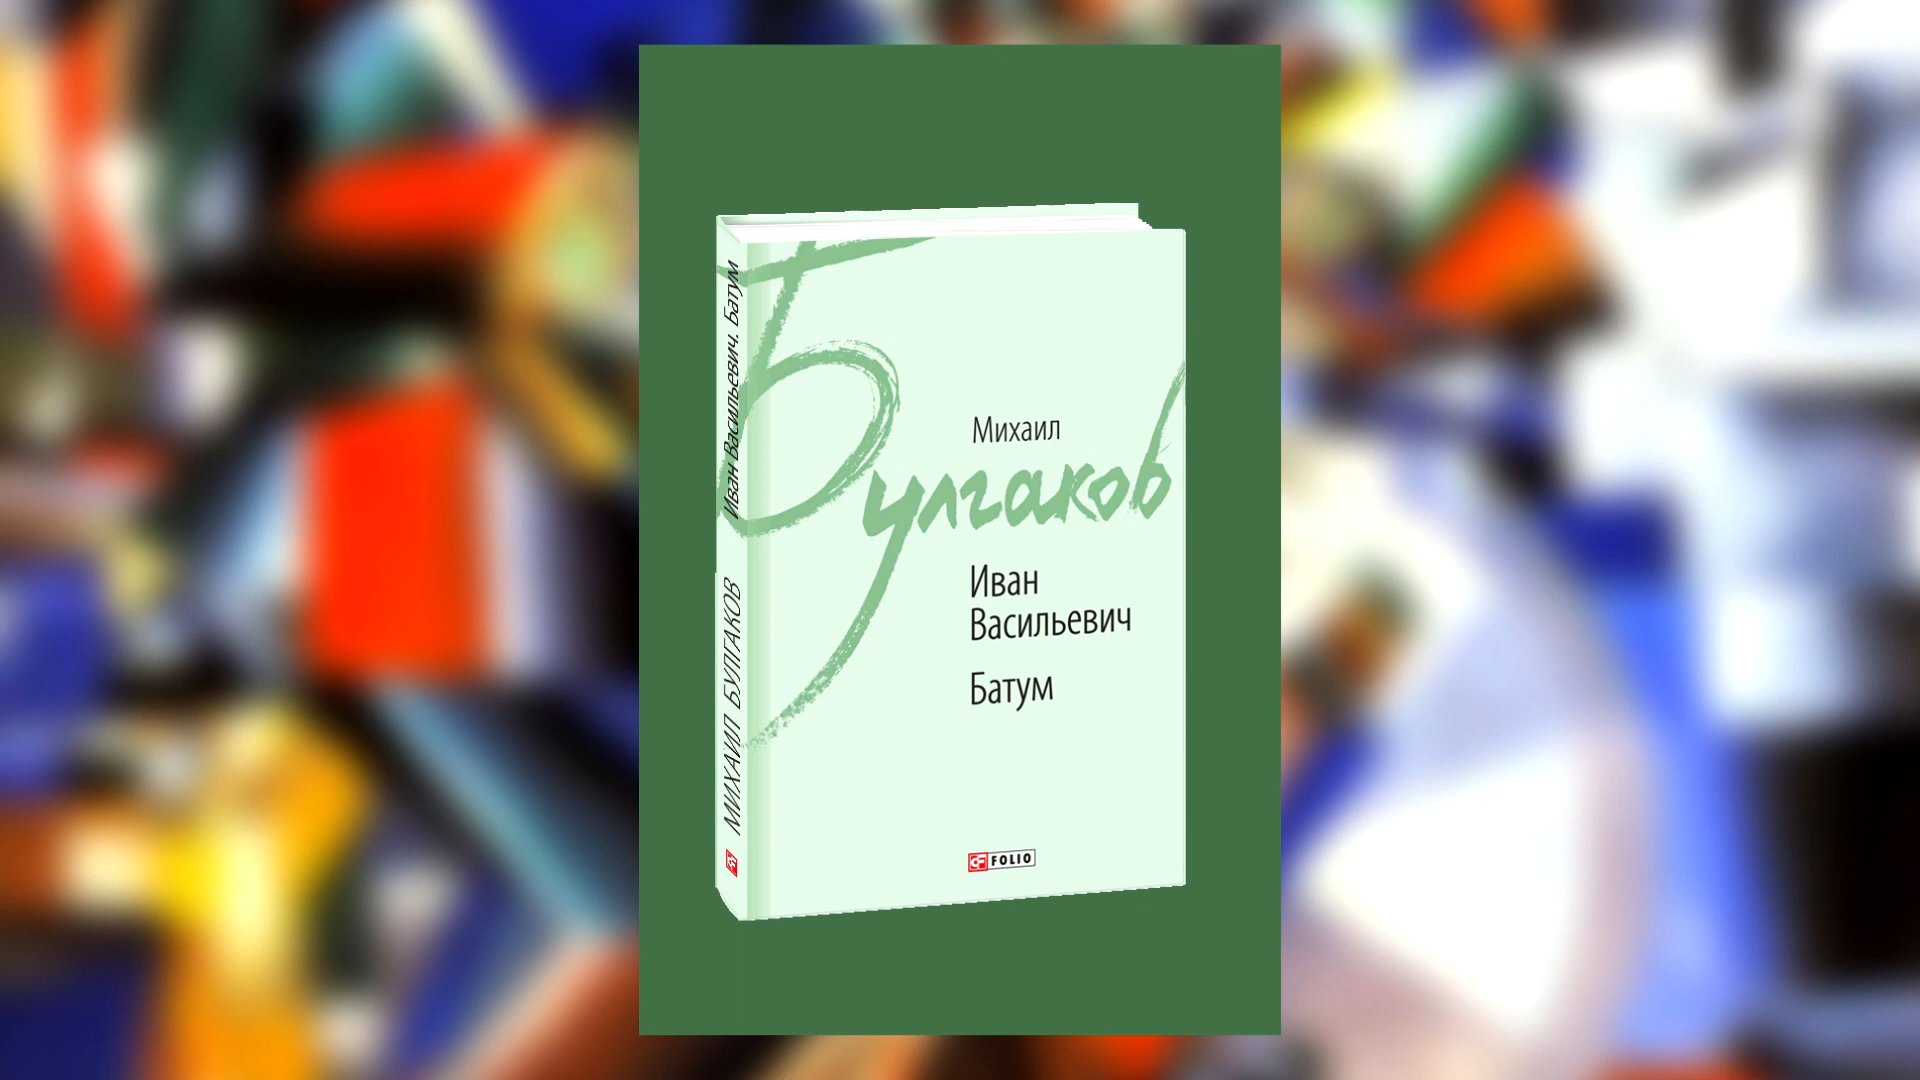 Михаил
Булгаков
Иван
Васильевич
Батум
FOLIO
МИХАИЛ БУЛГАКОВ Иван Васильевич. Батум